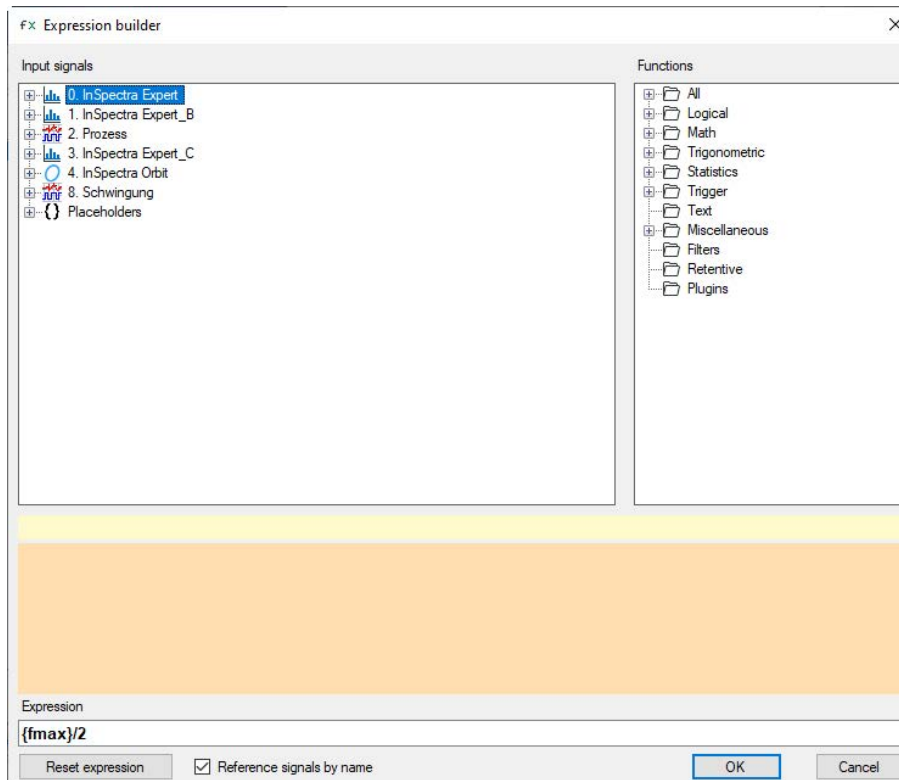 fx Expression builder
Input signals
0. InSpectra Expert
1. InSpectra Expert_B
2. Prozess
3. InSpectra Expert_C
4. InSpectra Orbit
8. Schwingung
{} Placeholders
Functions
All
Logical
Math
Trigonometric
Statistics
Trigger
Text
Miscellaneous
Filters
Retentive
Plugins
Expression
{fmax}/2
Reset expression
Reference signals by name
OK
Cancel